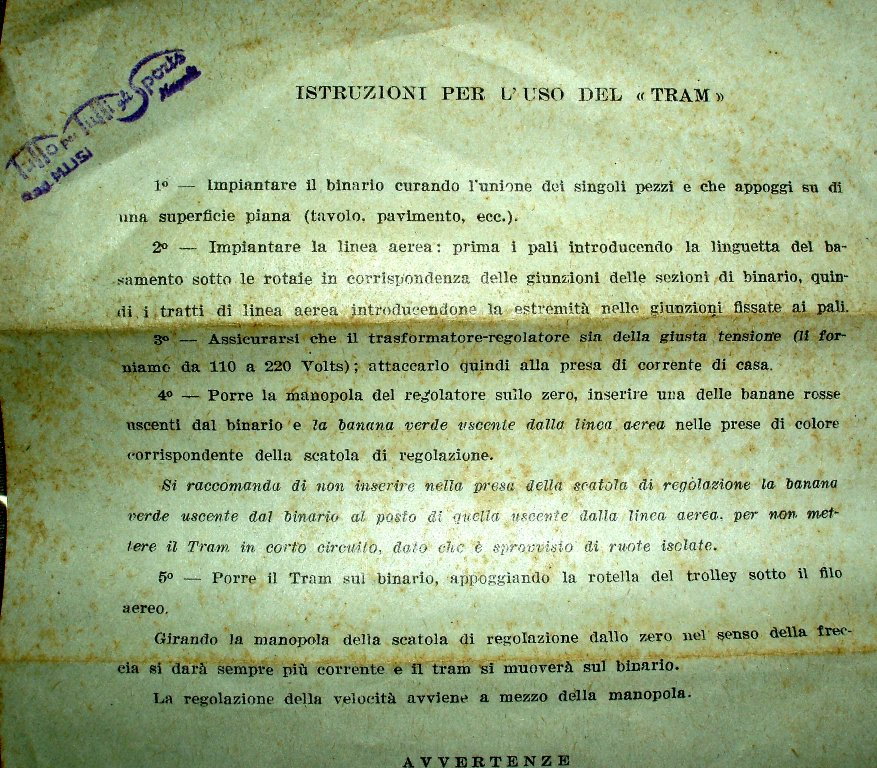 Tutto per Tutti gli Sports
Napoli
ISTRUZIONI PER L'USO DEL « TRAM »
1º — Impiantare il binario curando l'unione dei singoli pezzi e che appoggi su di
una superficie piana (tavolo, pavimento, ecc.).
2º — Impiantare la linea aerea: prima i pali introducendo la linguetta del ba-
samento sotto le rotaie in corrispondenza delle giunzioni delle sezioni di binario, quin-
di i tratti di linea aerea introducendone la estremità nelle giunzioni fissate ai pali.
3º — Assicurarsi che il trasformatore-regolatore sia della giusta tensione (li for-
niamo da 110 a 220 Volts); attaccarlo quindi alla presa di corrente di casa.
4º — Porre la manopola del regolatore sullo zero, inserire una delle banane rosse
uscenti dal binario e la banana verde uscente dalla linea aerea nelle prese di colore
corrispondente della scatola di regolazione.
Si raccomanda di non inserire nella presa della scatola di regolazione la banana
verde uscente dal binario al posto di quella uscente dalla linea aerea, per non met-
tere il Tram in corto circuito, dato che è sprovvisto di ruote isolate.
5º — Porre il Tram sul binario, appoggiando la rotella del trolley sotto il filo
aereo.
Girando la manopola della scatola di regolazione dallo zero nel senso della frec-
cia si darà sempre più corrente e il tram si muoverà sul binario.
La regolazione della velocità avviene a mezzo della manopola.
AVVERTENZE